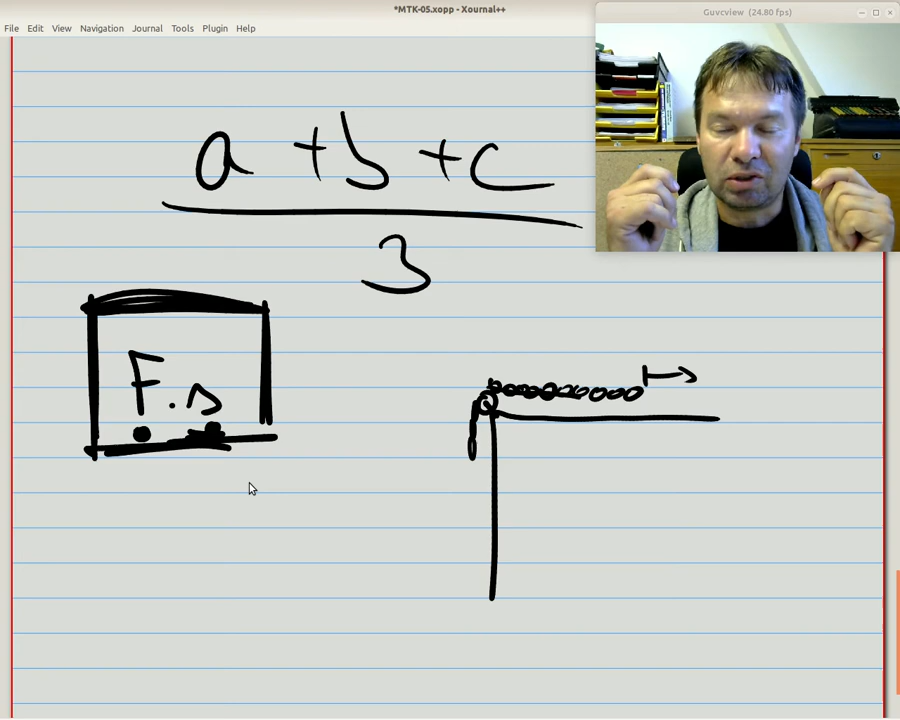 *MTK-05.xopp - Xournal++
Guvcview (24.80 fps)
File Edit View Navigation Journal Tools Plugin Help
a + b + c
3
F.s